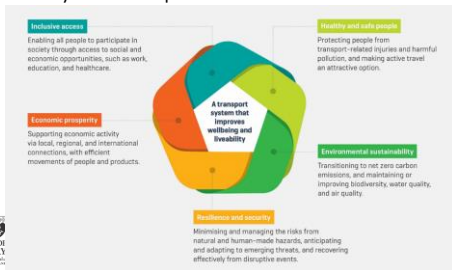 Inclusive access
Enabling all people to participate in
society through access to social and
economic opportunities, such as work,
education, and healthcare.
Healthy and safe people
Protecting people from
transport-related injuries and harmful
pollution, and making active travel
an attractive option.
A transport
system that
improves
wellbeing and
liveability
Economic prosperity
Supporting economic activity
via local, regional, and international
connections, with efficient
movements of people and products.
Environmental sustainability
Transitioning to net zero carbon
emissions, and maintaining or
improving biodiversity, water quality,
and air quality.
Resilience and security
Minimising and managing the risks from
natural and human-made hazards, anticipating
and adapting to emerging threats, and recovering
effectively from disruptive events.